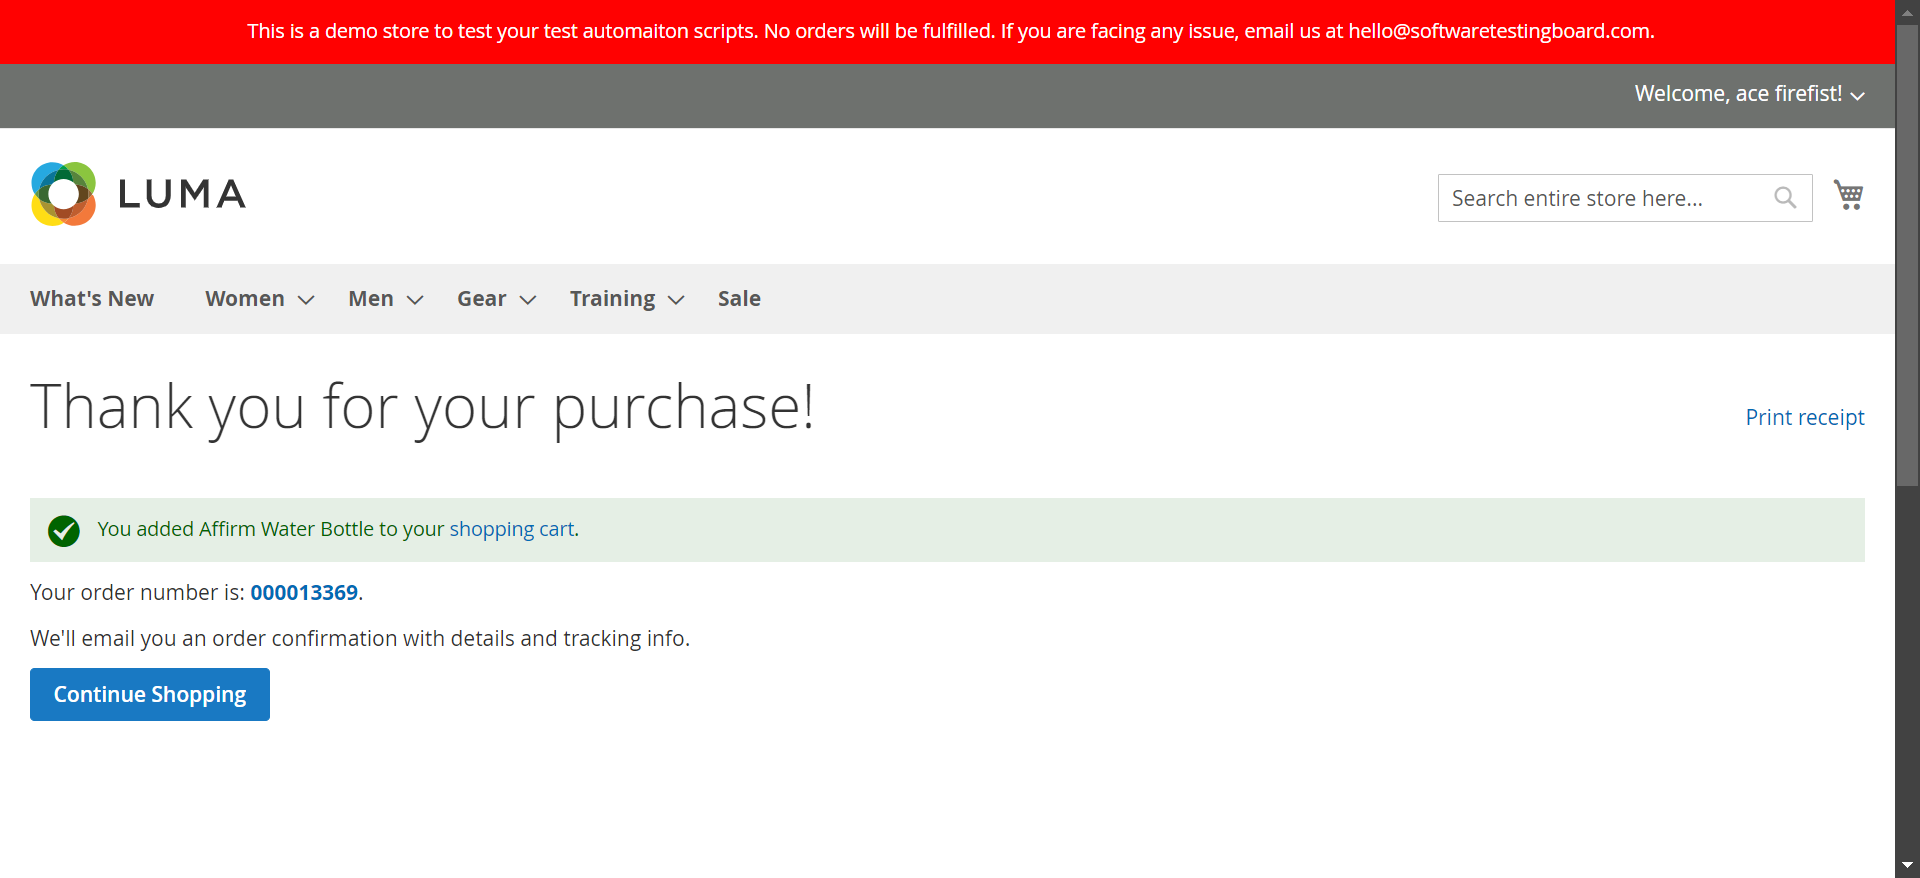 This is a demo store to test your test automaiton scripts. No orders will be fulfilled. If you are facing any issue, email us at hello@softwaretestingboard.com.
Welcome, ace firefist!
LUMA
Search entire store here...
What's New Women Men Gear Training Sale
Thank you for your purchase!
Print receipt
You added Affirm Water Bottle to your shopping cart.
Your order number is: 000013369.
We'll email you an order confirmation with details and tracking info.
Continue Shopping